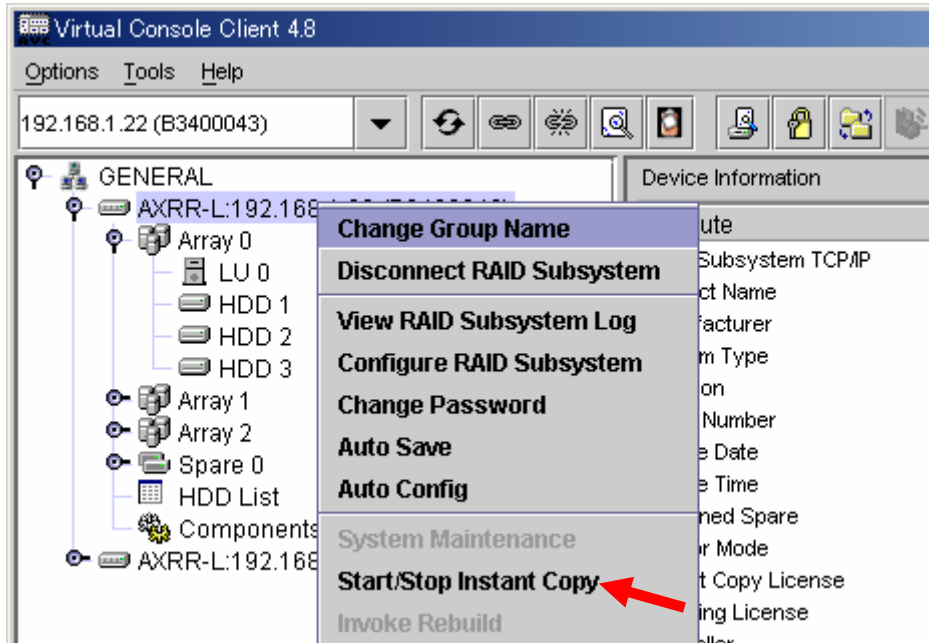 AVC Virtual Console Client 4.8
Options Tools Help
192.168.1.22 (B3400043)
GENERAL
Device Information
AXRR-L:192.168
Array 0
LU 0
HDD 1
HDD 2
HDD 3
Array 1
Array 2
Spare 0
HDD List
Components
AXRR-L:192.168
Change Group Name
Disconnect RAID Subsystem
View RAID Subsystem Log
Configure RAID Subsystem
Change Password
Auto Save
Auto Config
System Maintenance
Start/Stop Instant Copy
Invoke Rebuild
ute
Subsystem TCP/IP
ct Name
facturer
m Type
on
Number
e Date
e Time
ned Spare
r Mode
t Copy License
ing License